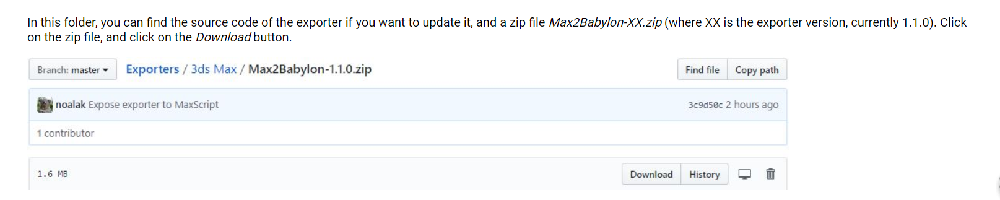 In this folder, you can find the source code of the exporter if you want to update it, and a zip file Max2Babylon-XX.zip (where XX is the exporter version, currently 1.1.0). Click
on the zip file, and click on the Download button.
Branch: master Exporters / 3ds Max / Max2Babylon-1.1.0.zip Find file Copy path
noalak Expose exporter to MaxScript 3c9d50c 2 hours ago
1 contributor
1.6 MB Download History